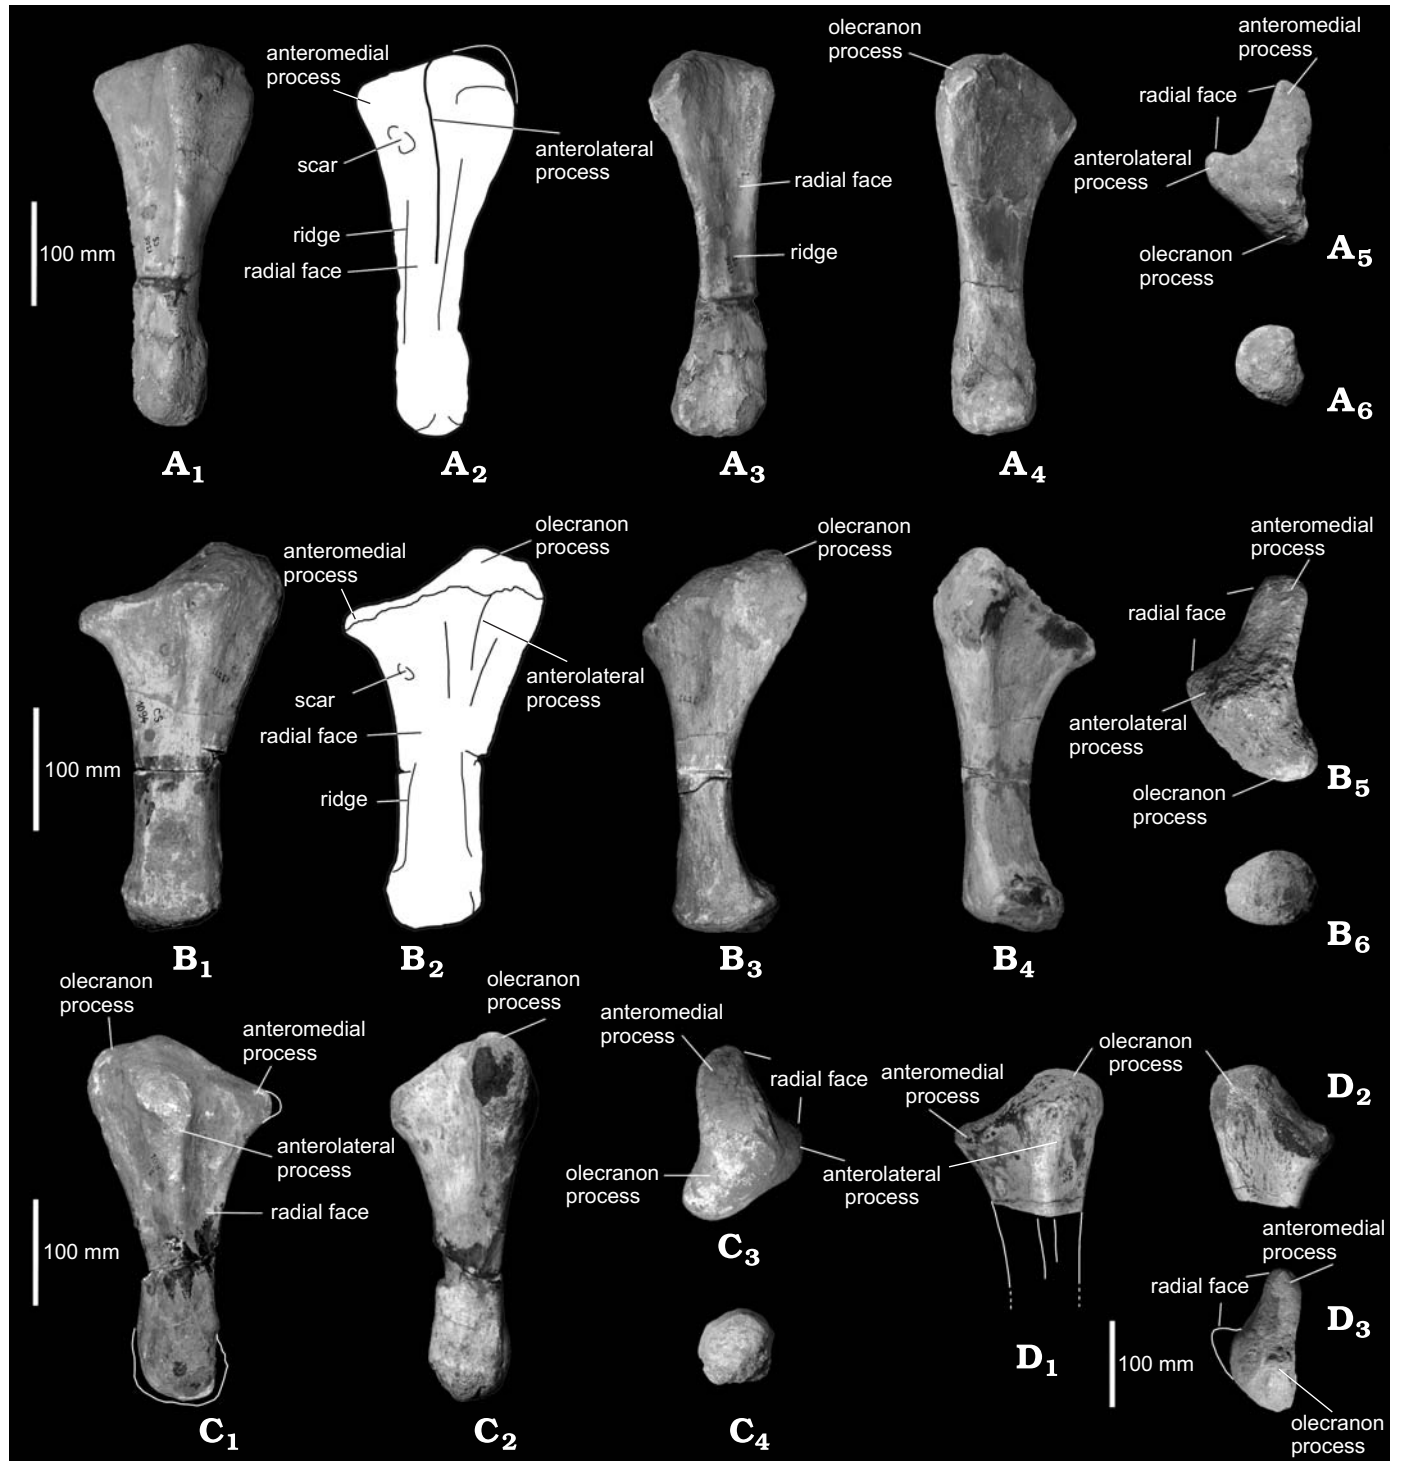 anteromedial
process
scar
ridge
radial face
anterolateral
process
100 mm
A1
A2
radial face
ridge
A3
olecranon
process
A4
anteromedial
process
radial face
anterolateral
process
olecranon
process
A5
A6
anteromedial
process
olecranon
process
scar
radial face
ridge
anterolateral
process
100 mm
B1
B2
olecranon
process
B3
B4
anteromedial
process
radial face
anterolateral
process
olecranon
process
B5
B6
olecranon
process
anteromedial
process
anterolateral
process
radial face
100 mm
C1
olecranon
process
C2
anteromedial
process
radial face
olecranon
process
C3
C4
anteromedial
process
olecranon
process
anterolateral
process
D1
100 mm
D2
anteromedial
process
radial face
D3
olecranon
process